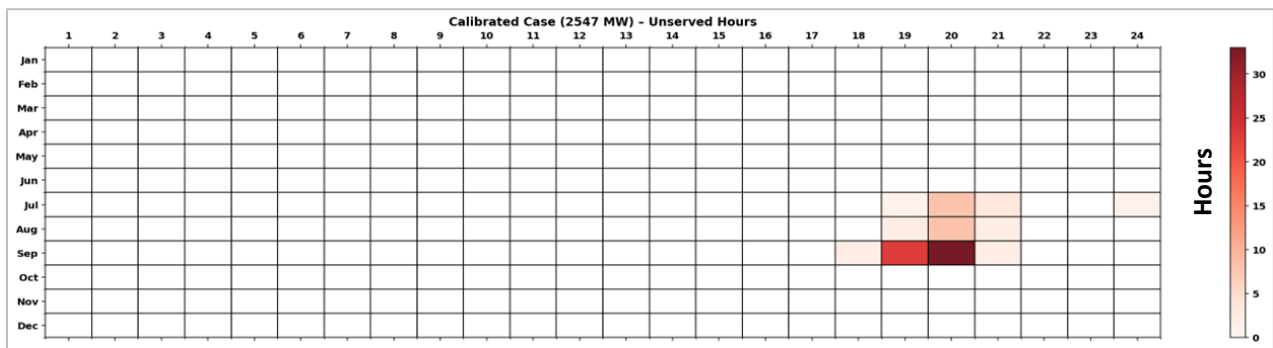 Calibrated Case (2547 MW) – Unserved Hours
1 2 3 4 5 6 7 8 9 10 11 12 13 14 15 16 17 18 19 20 21 22 23 24
Jan
Feb
Mar
Apr
May
Jun
Jul
Aug
Sep
Oct
Nov
Dec
30
25
20
15
10
5
0
Hours